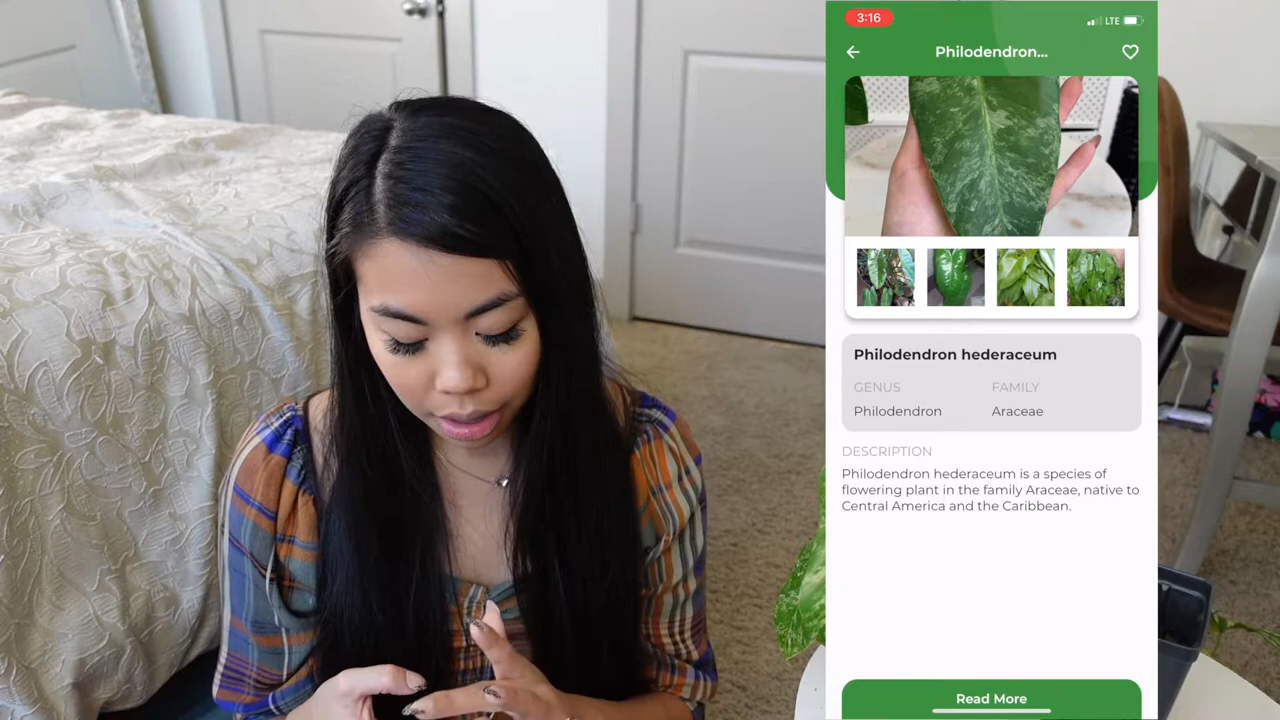 3:16
LTE
Philodendron...
Philodendron hederaceum
GENUS
FAMILY
Philodendron
Araceae
DESCRIPTION
Philodendron hederaceum is a species of
flowering plant in the family Araceae, native to
Central America and the Caribbean.
Read More